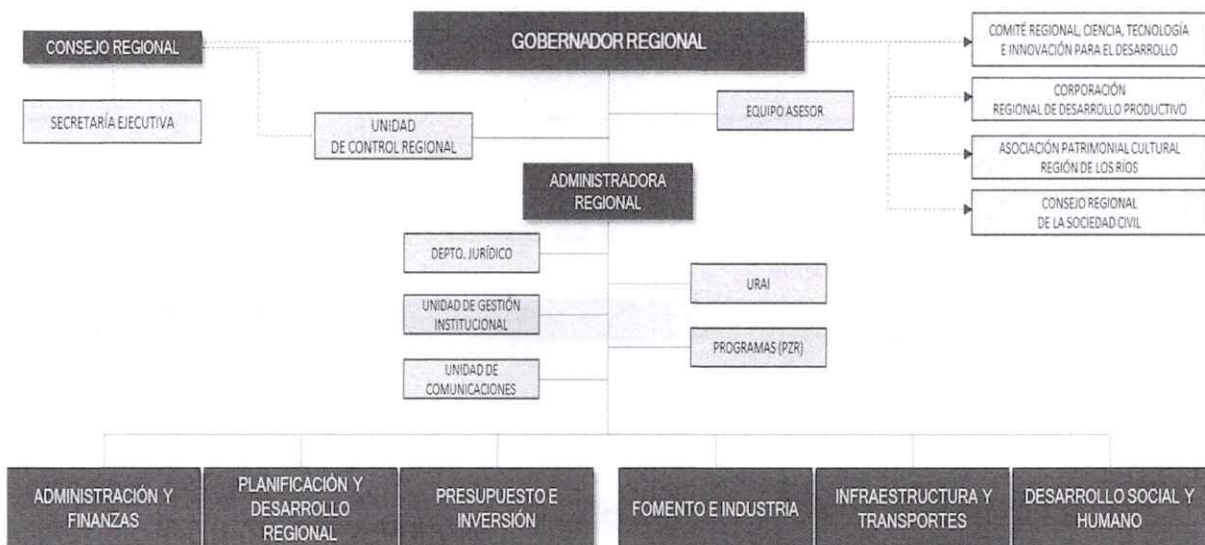 CONSEJO REGIONAL
GOBERNADOR REGIONAL
COMITÉ REGIONAL, CIENCIA, TECNOLOGÍA
E INNOVACIÓN PARA EL DESARROLLO
SECRETARÍA EJECUTIVA
UNIDAD
DE CONTROL REGIONAL
EQUIPO ASESOR
CORPORACIÓN
REGIONAL DE DESARROLLO PRODUCTIVO
ASOCIACIÓN PATRIMONIAL CULTURAL
REGIÓN DE LOS RÍOS
ADMINISTRADORA
REGIONAL
CONSEJO REGIONAL
DE LA SOCIEDAD CIVIL
DEPTO. JURÍDICO
URAI
UNIDAD DE GESTIÓN
INSTITUCIONAL
PROGRAMAS (PZR)
UNIDAD DE
COMUNICACIONES
ADMINISTRACIÓN Y
FINANZAS
PLANIFICACIÓN Y
DESARROLLO
REGIONAL
PRESUPUESTO E
INVERSIÓN
FOMENTO E INDUSTRIA
INFRAESTRUCTURA Y
TRANSPORTES
DESARROLLO SOCIAL Y
HUMANO